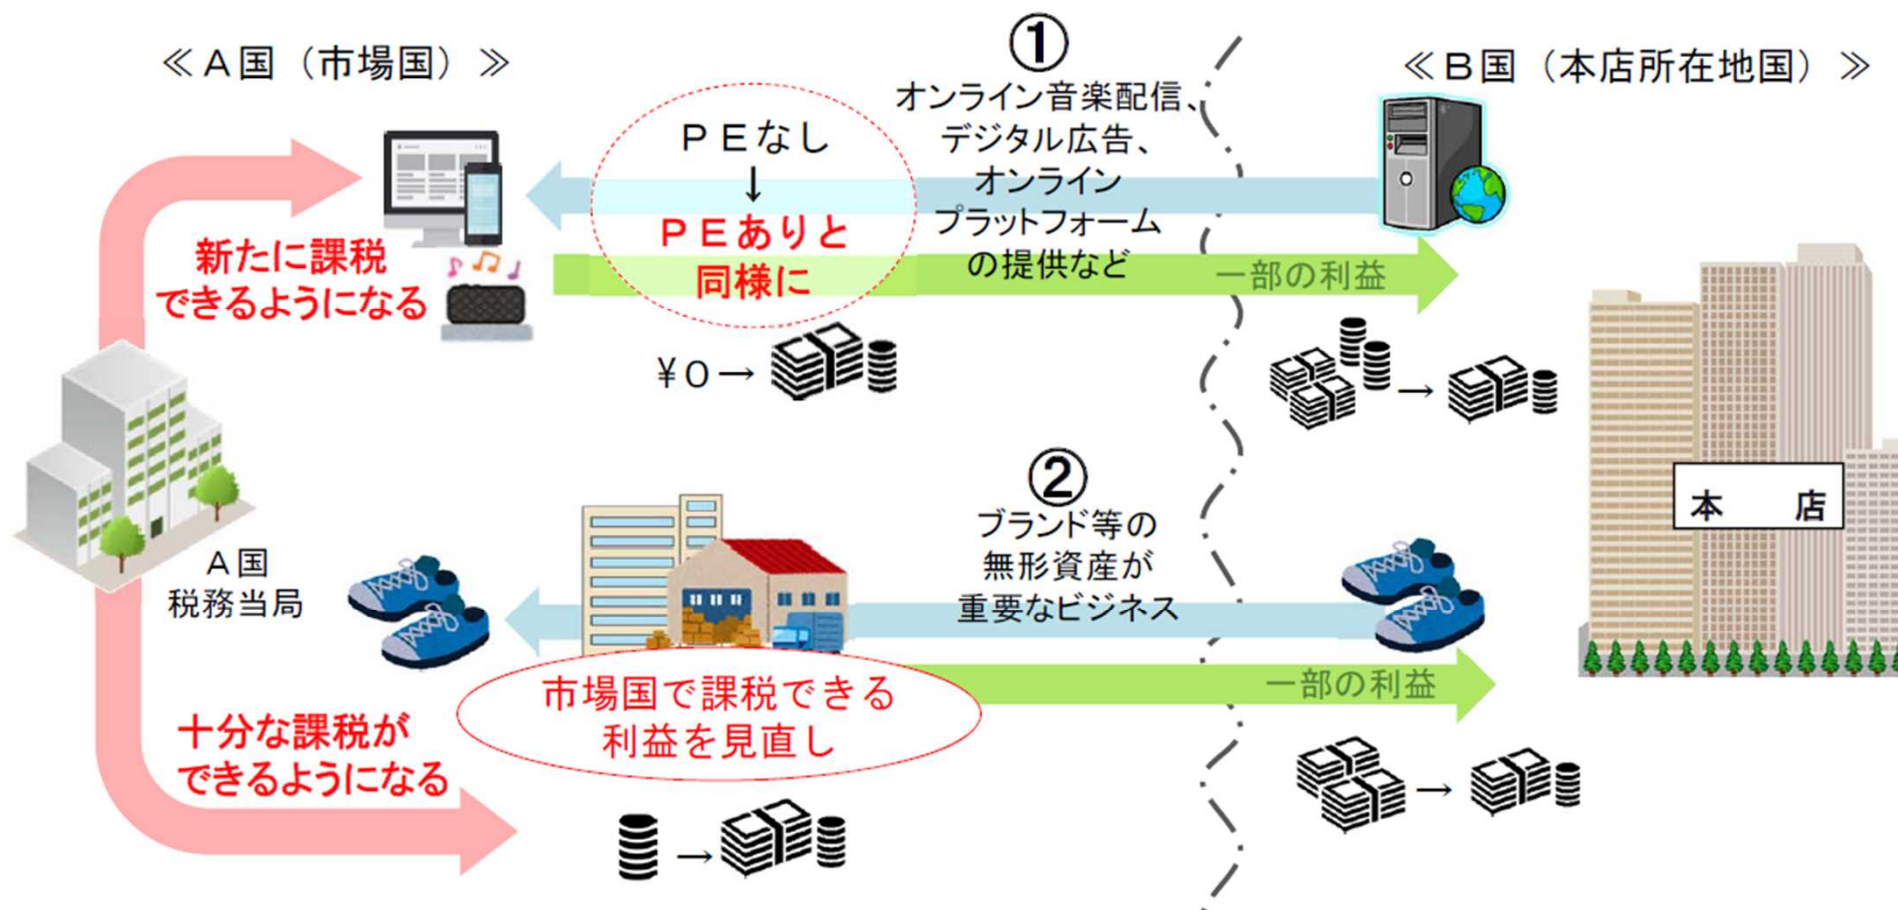 ≪Ａ国（市場国）≫
①
≪Ｂ国（本店所在地国）≫
オンライン音楽配信、
デジタル広告、
オンライン
プラットフォーム
の提供など
ＰＥなし
↓
ＰＥありと
同様に
新たに課税
できるようになる
一部の利益
¥０→
→
②
ブランド等の
無形資産が
重要なビジネス
本　　店
Ａ国
税務当局
市場国で課税できる
利益を見直し
一部の利益
十分な課税が
できるようになる
→
→